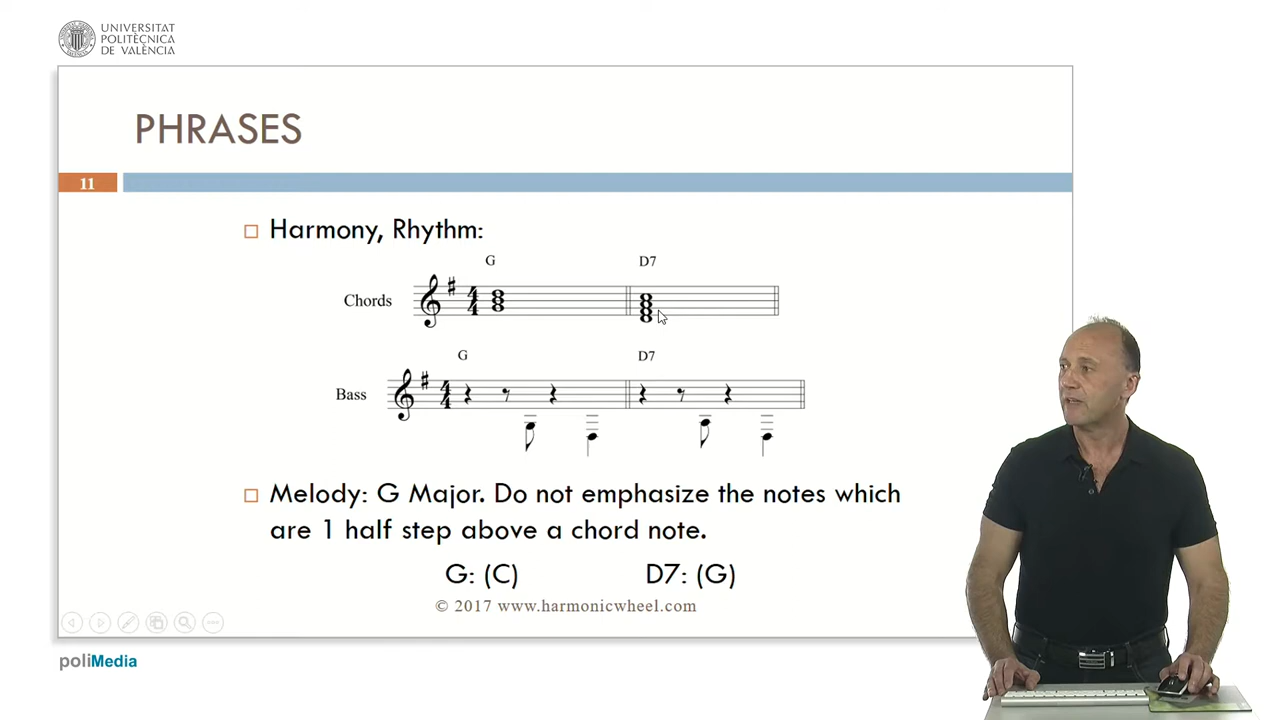 UNIVERSITAT
POLITÈCNICA
DE VALÈNCIA
PHRASES
11
Harmony, Rhythm:
G D7
Chords
G D7
Bass
Melody: G Major. Do not emphasize the notes which
are 1 half step above a chord note.
G: (C) D7: (G)
© 2017 www.harmonicwheel.com
poliMedia